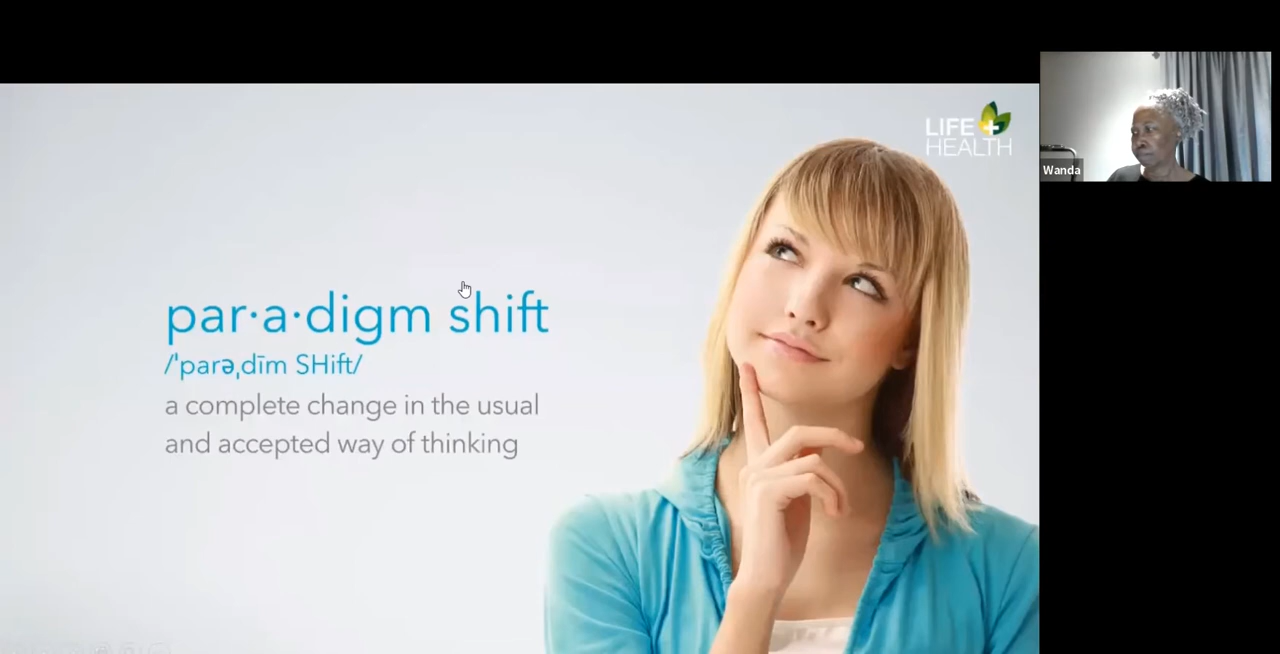 LIFE+
HEALTH
Wanda
par·a·digm shift
/ˈparəˌdīm SHift/
a complete change in the usual
and accepted way of thinking